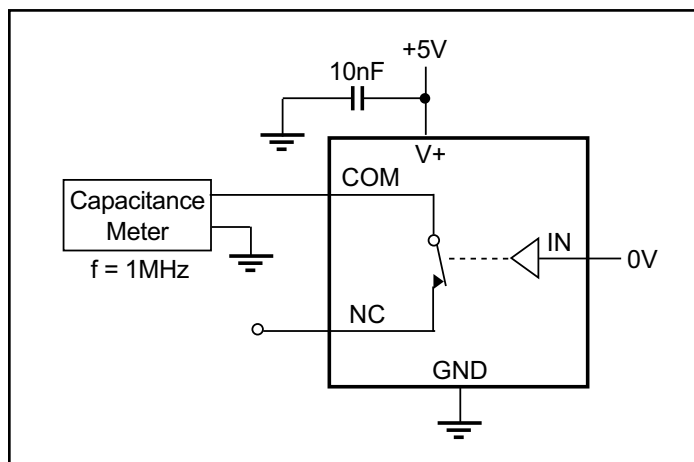 +5V
10nF
V+
COM
Capacitance
Meter
f = 1MHz
IN
0V
NC
GND